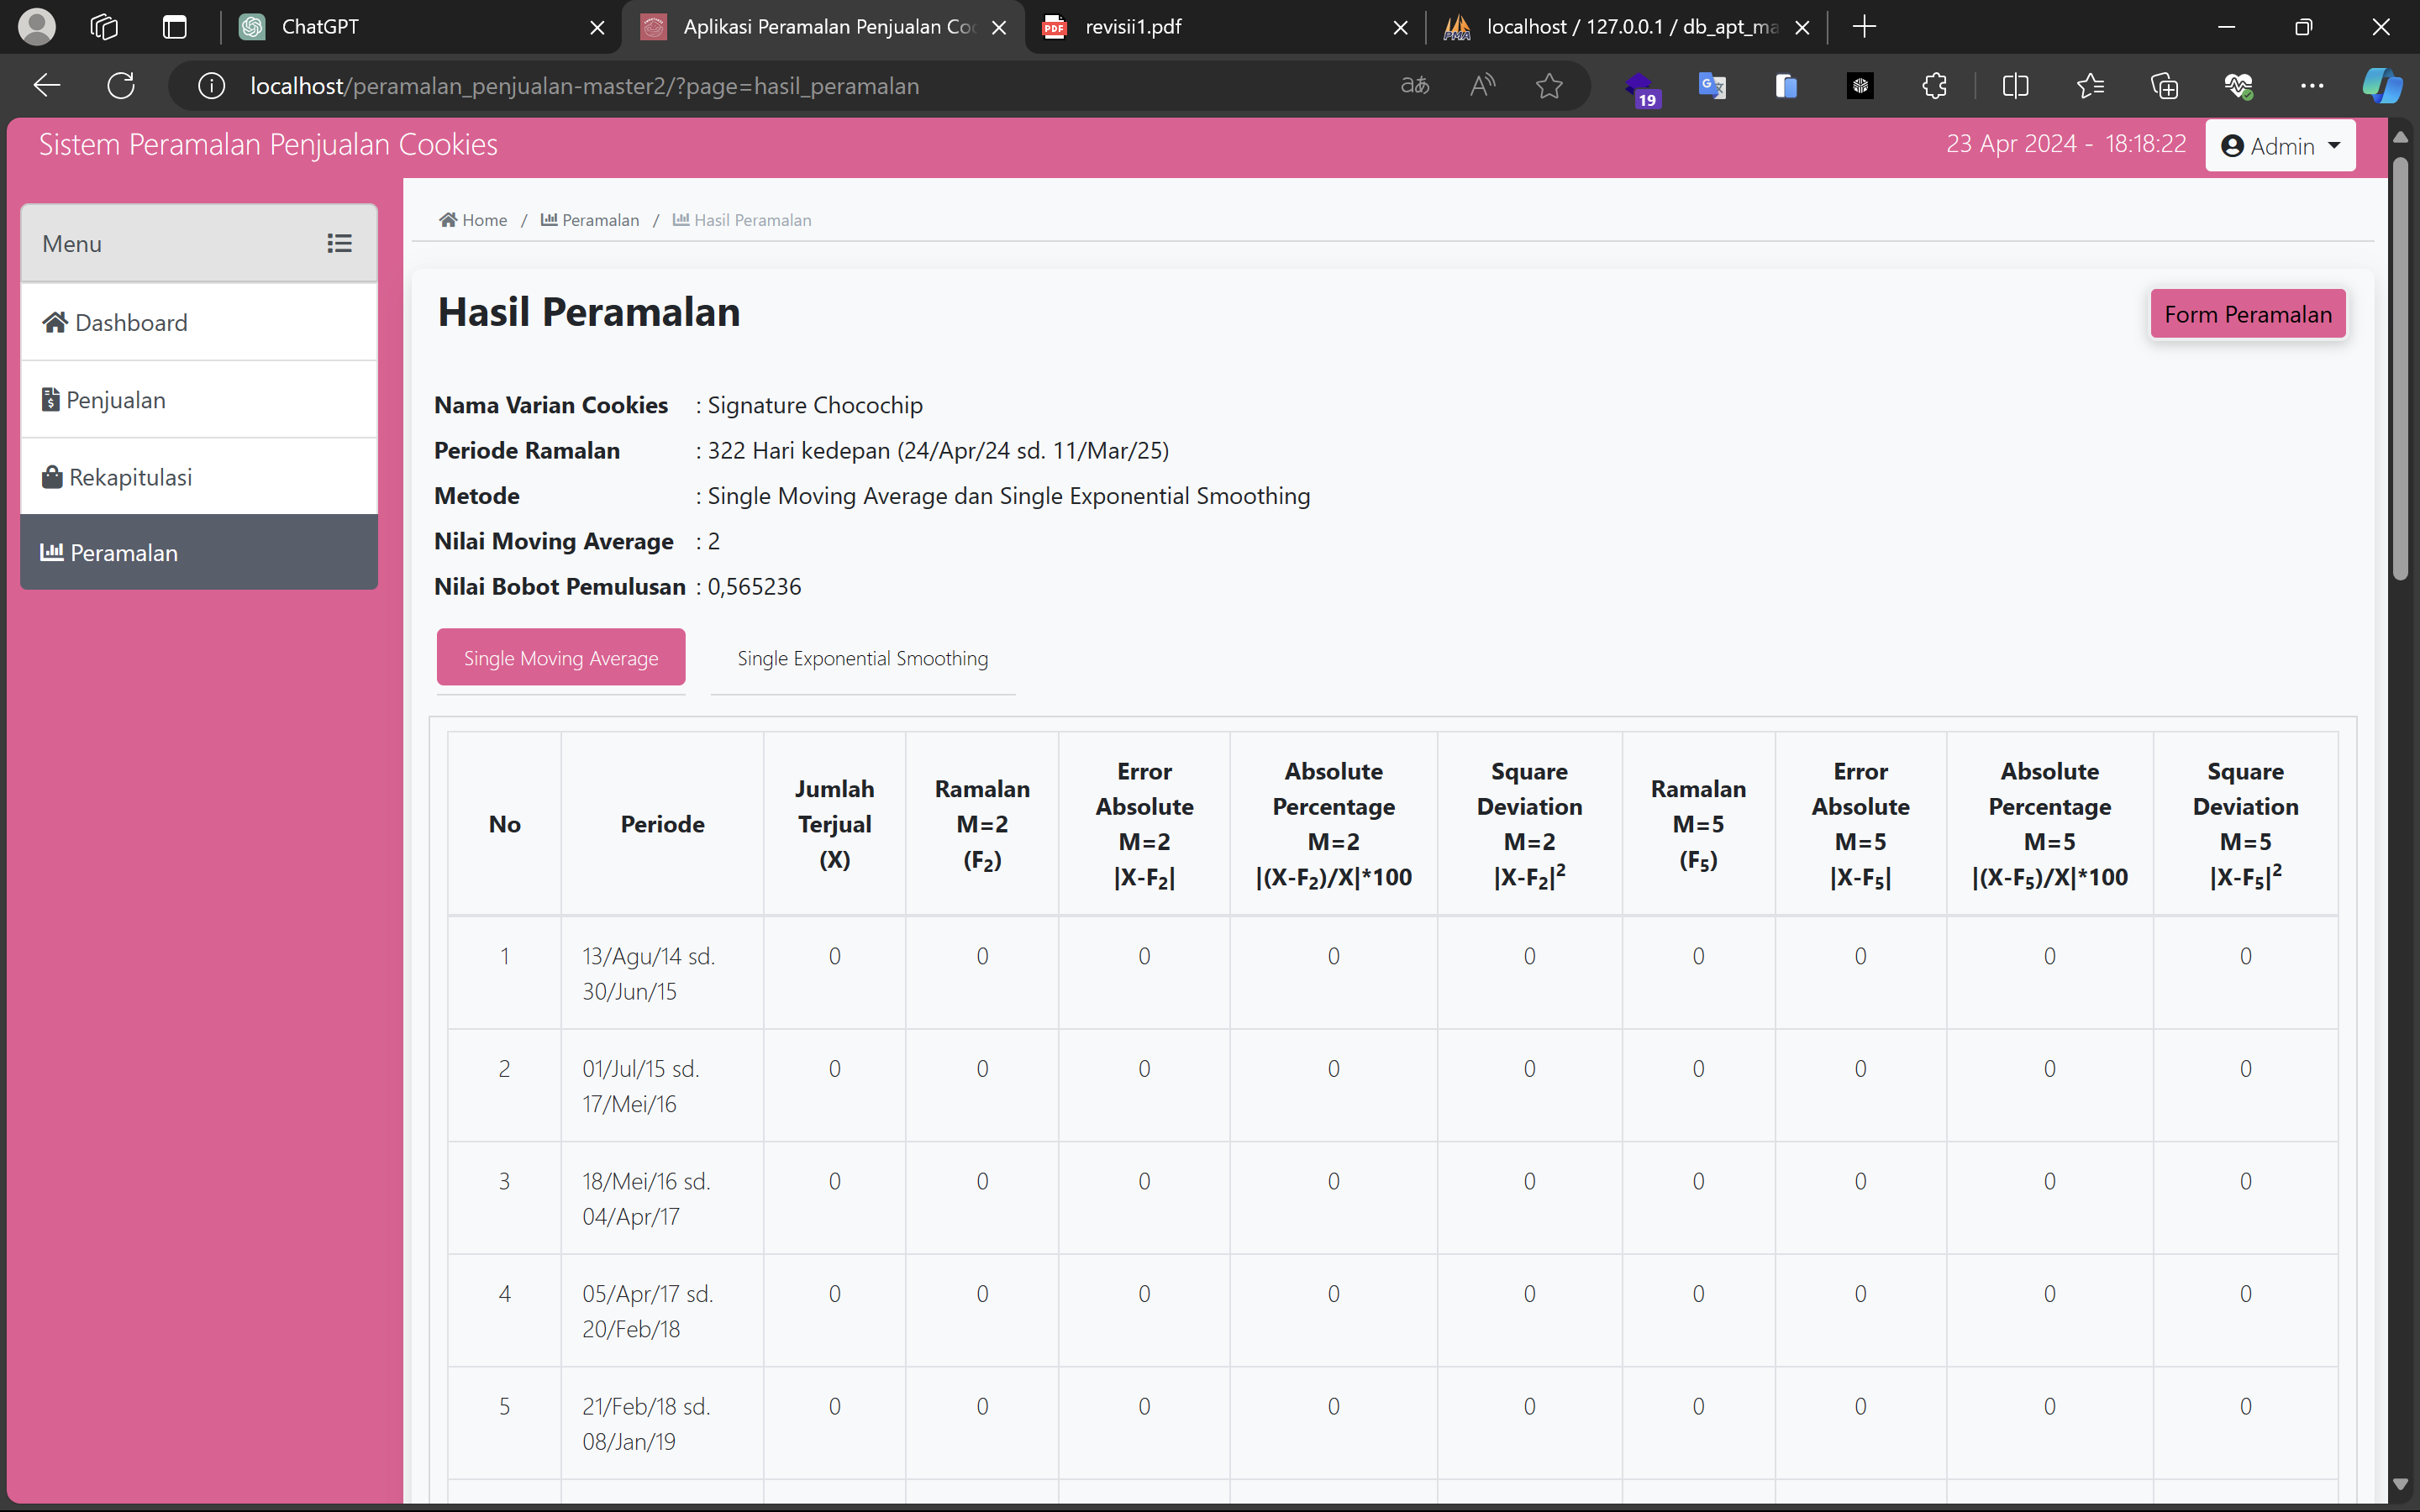 ChatGPT
Aplikasi Peramalan Penjualan Co
revisii1.pdf
localhost / 127.0.0.1 / db_apt_ma
localhost/peramalan_penjualan-master2/?page=hasil_peramalan
19
Sistem Peramalan Penjualan Cookies
23 Apr 2024 - 18:18:22
Admin
Menu
Dashboard
Penjualan
Rekapitulasi
Peramalan
Home / Peramalan / Hasil Peramalan
Hasil Peramalan
Form Peramalan
Nama Varian Cookies : Signature Chocochip
Periode Ramalan : 322 Hari kedepan (24/Apr/24 sd. 11/Mar/25)
Metode : Single Moving Average dan Single Exponential Smoothing
Nilai Moving Average : 2
Nilai Bobot Pemulusan : 0,565236
Single Moving Average
Single Exponential Smoothing
No
Periode
Jumlah
Terjual
(X)
Ramalan
M=2
(F₂)
Error
Absolute
M=2
|X-F₂|
Absolute
Percentage
M=2
|(X-F₂)/X|*100
Square
Deviation
M=2
|X-F₂|²
Ramalan
M=5
(F₅)
Error
Absolute
M=5
|X-F₅|
Absolute
Percentage
M=5
|(X-F₅)/X|*100
Square
Deviation
M=5
|X-F₅|²
1 13/Agu/14 sd. 0 0 0 0 0 0 0 0 0
30/Jun/15
2 01/Jul/15 sd. 0 0 0 0 0 0 0 0 0
17/Mei/16
3 18/Mei/16 sd. 0 0 0 0 0 0 0 0 0
04/Apr/17
4 05/Apr/17 sd. 0 0 0 0 0 0 0 0 0
20/Feb/18
5 21/Feb/18 sd. 0 0 0 0 0 0 0 0 0
08/Jan/19